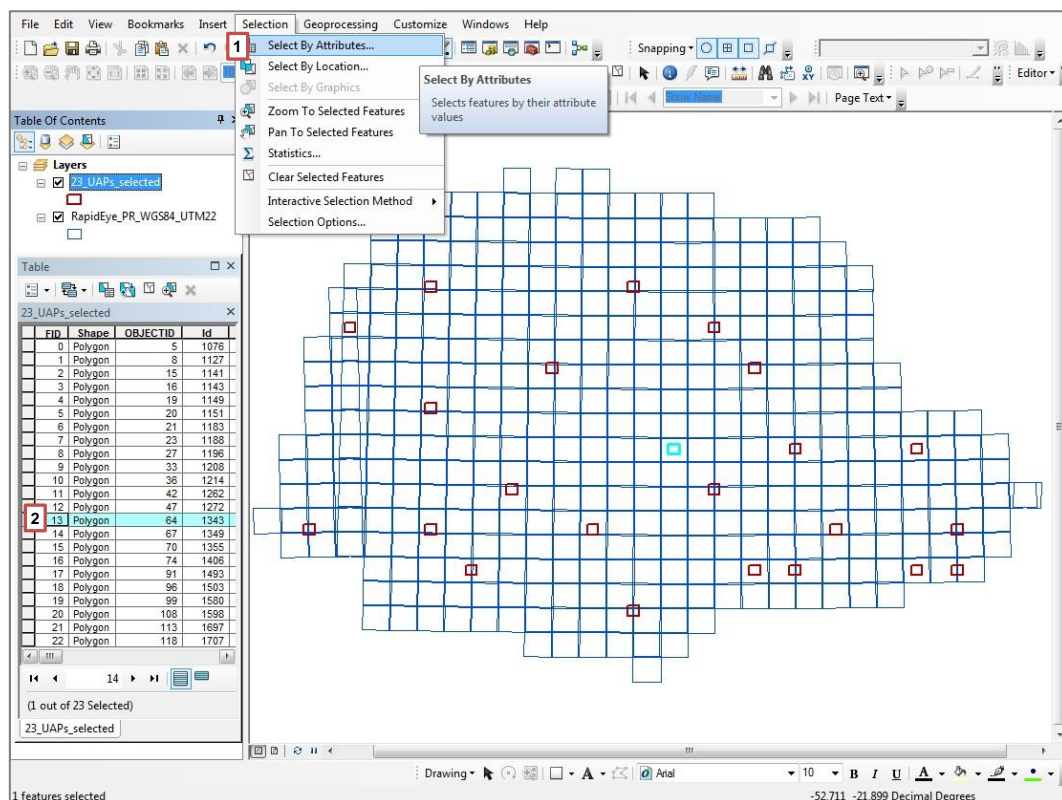 File Edit View Bookmarks Insert Selection Geoprocessing Customize Windows Help
1
Select By Attributes...
Select By Location...
Select By Graphics
Zoom To Selected Features
Pan To Selected Features
Statistics...
Clear Selected Features
Interactive Selection Method
Selection Options...
Select By Attributes
Selects features by their attribute
values
Snapping
Editor
Show Name
Page Text
Table Of Contents
Layers
23_UAPs_selected
RapidEye_PR_WGS84_UTM22
Table
23_UAPs_selected
FID Shape OBJECTID Id
0 Polygon 5 1076
1 Polygon 8 1127
2 Polygon 15 1141
3 Polygon 16 1143
4 Polygon 19 1149
5 Polygon 20 1151
6 Polygon 21 1183
7 Polygon 23 1188
8 Polygon 27 1196
9 Polygon 33 1208
10 Polygon 36 1214
11 Polygon 42 1262
12 Polygon 47 1272
2
13 Polygon 64 1343
14 Polygon 67 1349
15 Polygon 70 1355
16 Polygon 74 1406
17 Polygon 91 1493
18 Polygon 96 1503
19 Polygon 99 1580
20 Polygon 108 1598
21 Polygon 113 1697
22 Polygon 118 1707
14
(1 out of 23 Selected)
23_UAPs_selected
Drawing A Arial 10 B I U A
1 features selected
-52.711 -21.899 Decimal Degrees